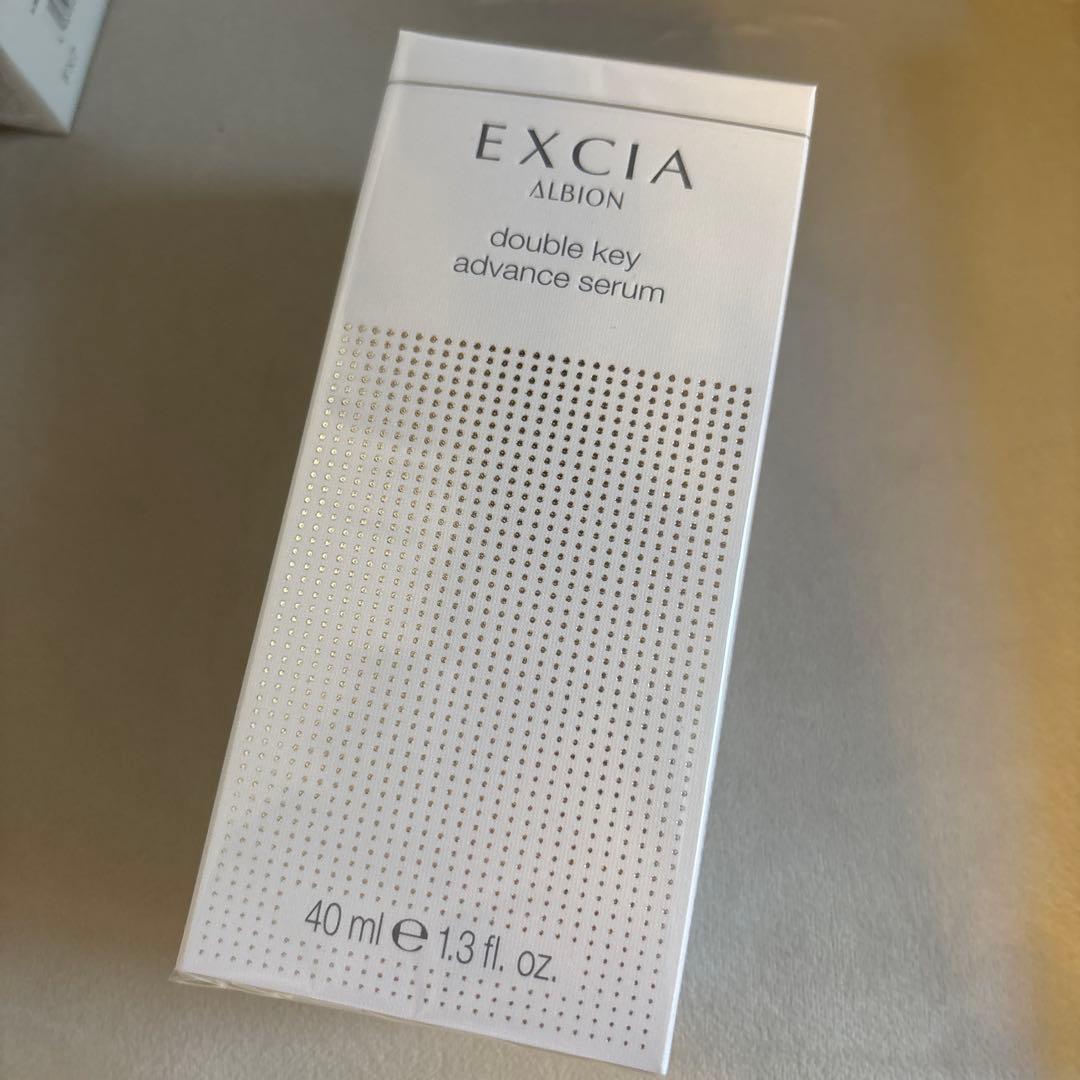 EXCIA
ALBION
double key
advance serum
40 ml ℮ 1.3 fl. oz.